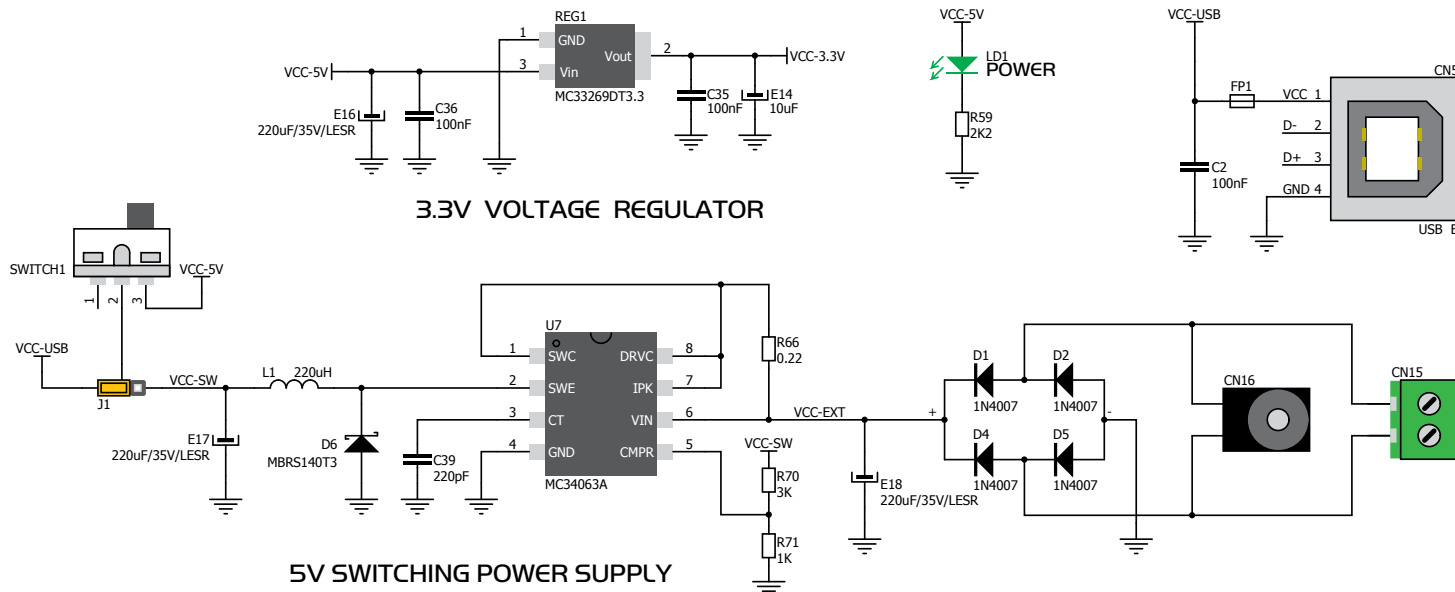 REG1
1
GND
3
Vin
Vout
2
VCC-5V
VCC-3.3V
MC33269DT3.3
E16
220uF/35V/LESR
C36
100nF
C35
100nF
E14
10uF
3.3V VOLTAGE REGULATOR
VCC-5V
LD1
POWER
R59
2K2
VCC-USB
CN5
FP1
VCC 1
D- 2
D+ 3
GND 4
C2
100nF
USB B
SWITCH1
1
2
3
VCC-5V
VCC-USB
J1
VCC-SW
L1
220uH
E17
220uF/35V/LESR
D6
MBRS140T3
C39
220pF
U7
1
SWC
DRVC
8
2
SWE
IPK
7
3
CT
VIN
6
4
GND
CMPR
5
MC34063A
R66
0.22
VCC-EXT
VCC-SW
R70
3K
R71
1K
E18
220uF/35V/LESR
+
-
D1
1N4007
D2
1N4007
D4
1N4007
D5
1N4007
CN16
CN15
5V SWITCHING POWER SUPPLY